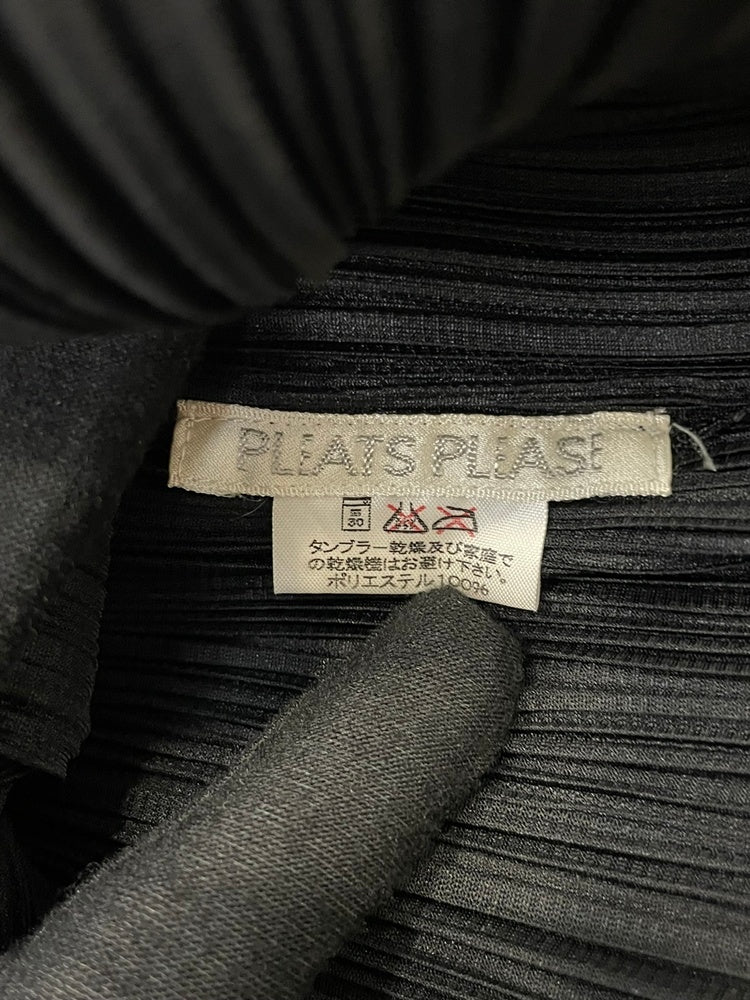 PLEATS PLEASE
30
タンブラー乾燥及び家庭で
の乾燥機はお避け下さい。
ポリエステル100%